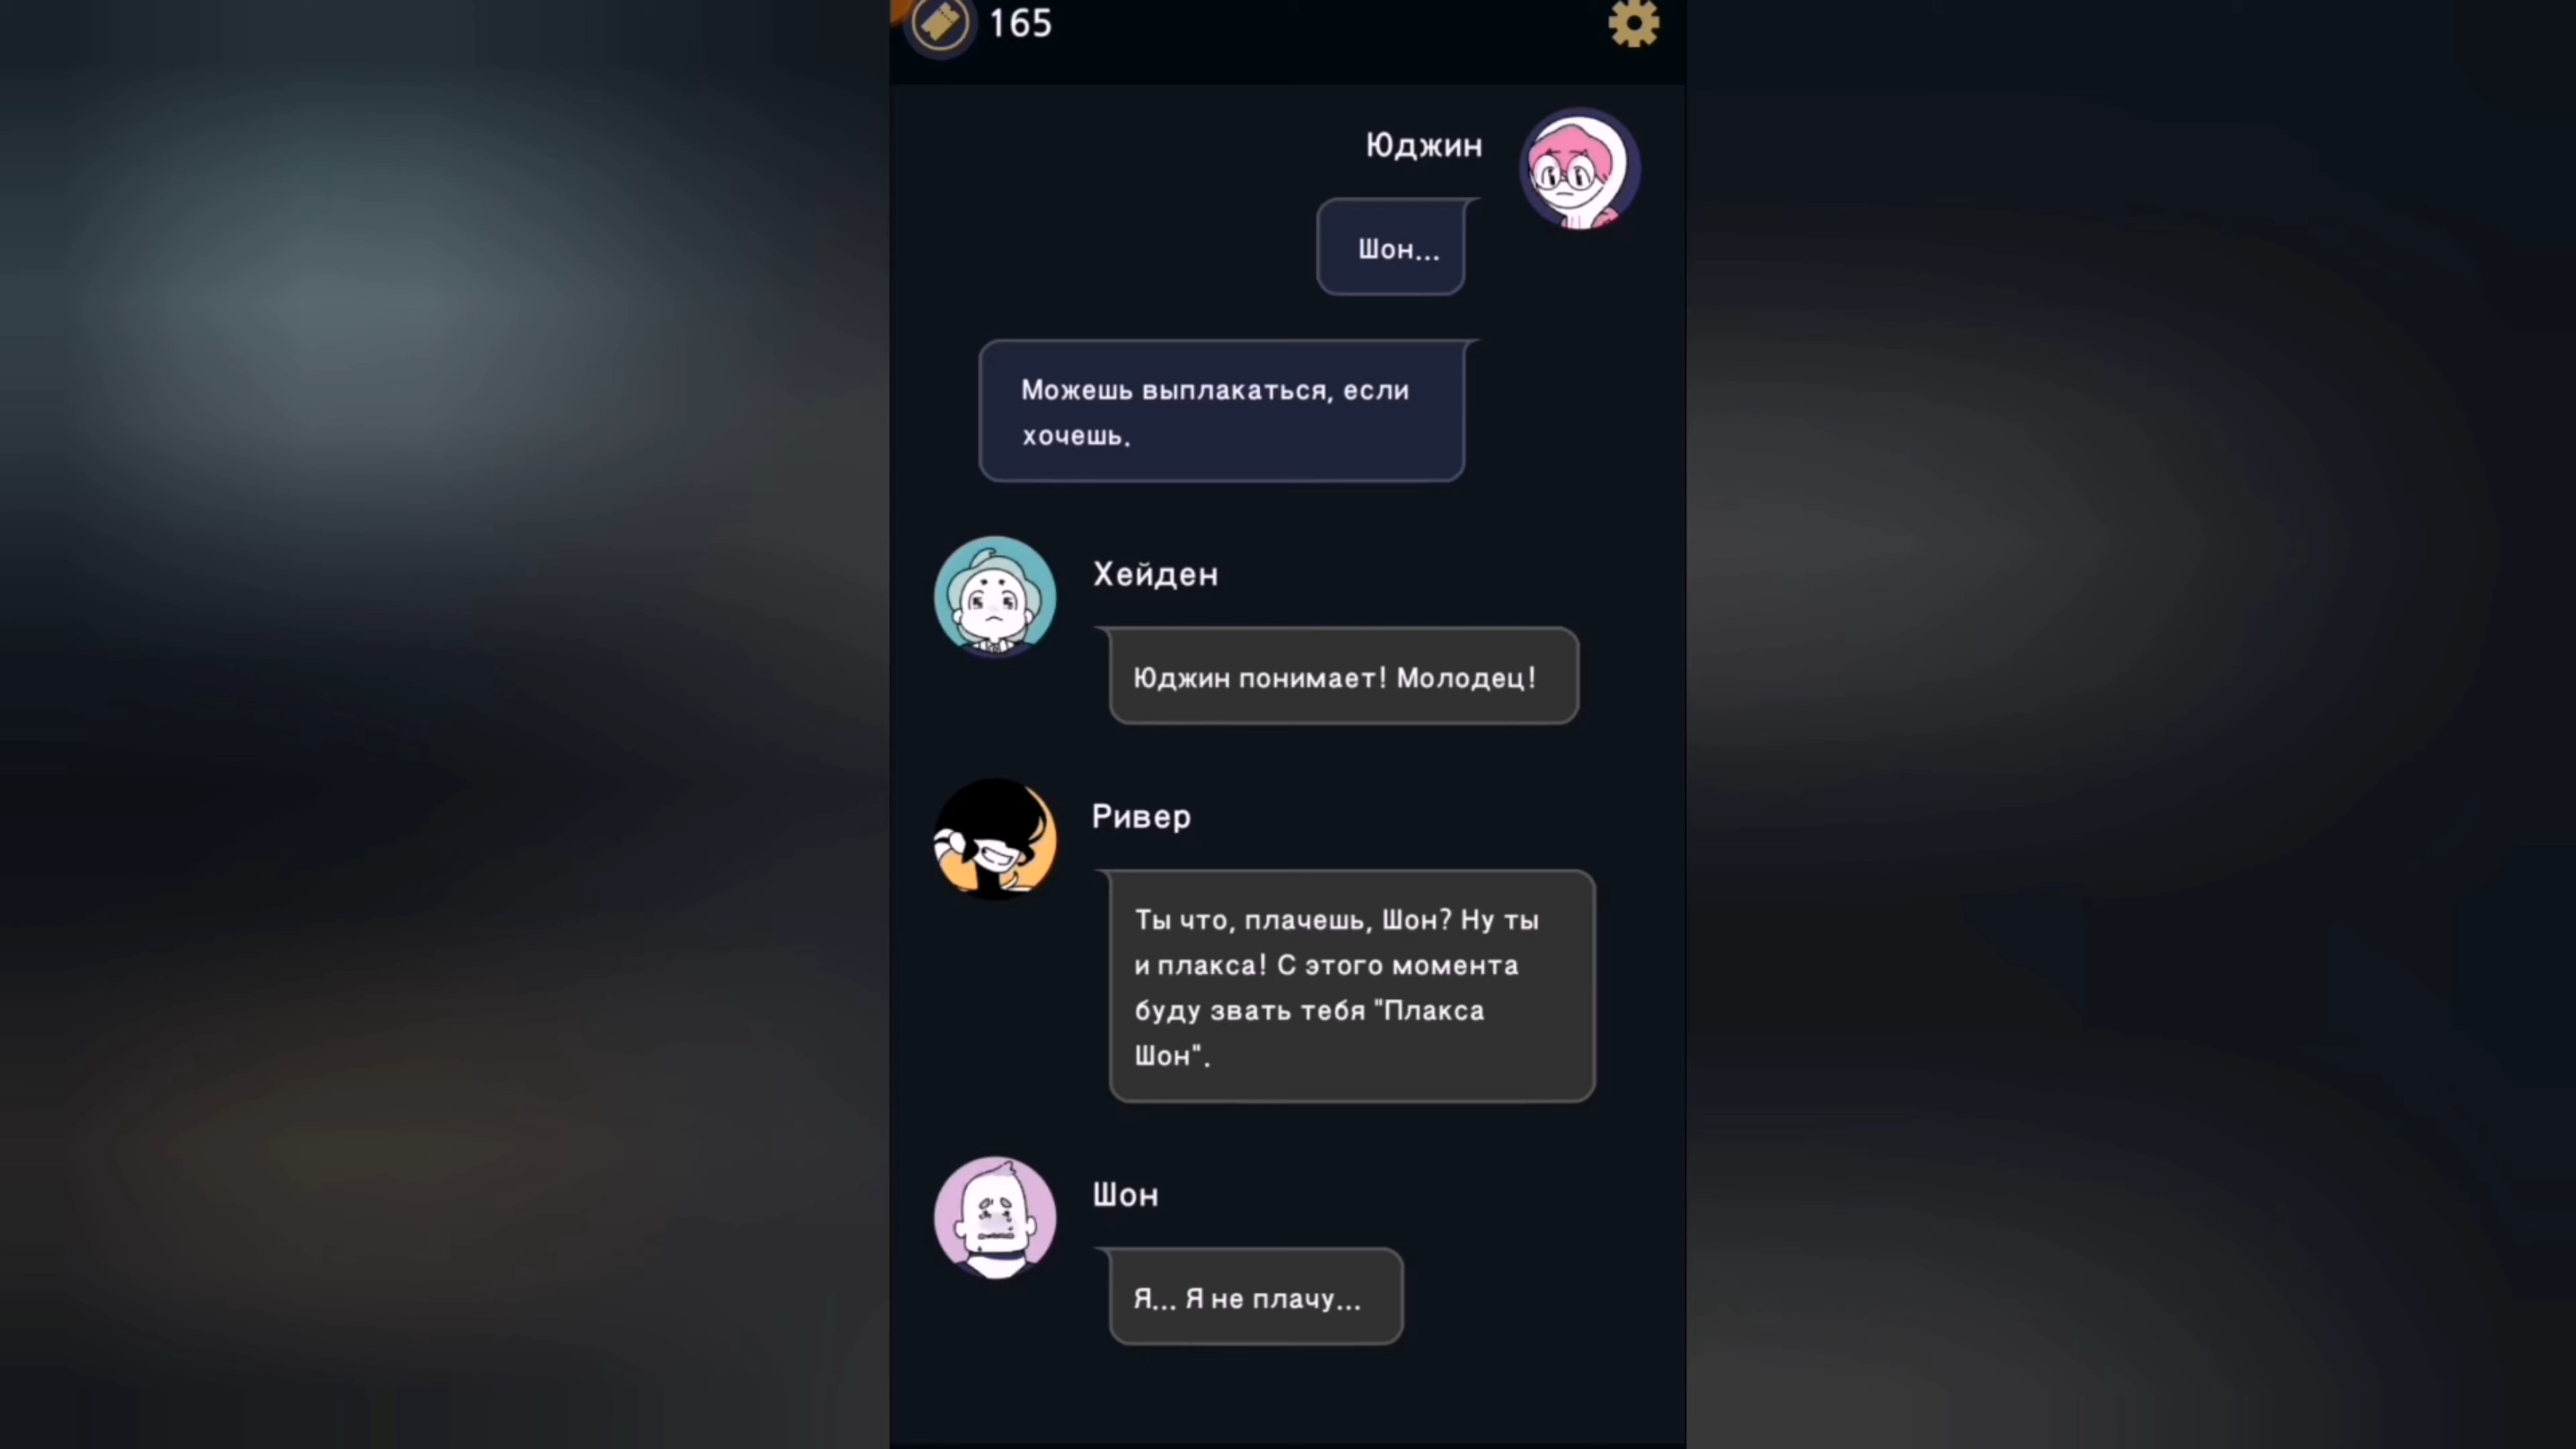 165
Юджин
Шон...
Можешь выплакаться, если
хочешь.
Хейден
Юджин понимает! Молодец!
Ривер
Ты что, плачешь, Шон? Ну ты
и плакса! С этого момента
буду звать тебя "Плакса
Шон".
Шон
Я... Я не плачу...